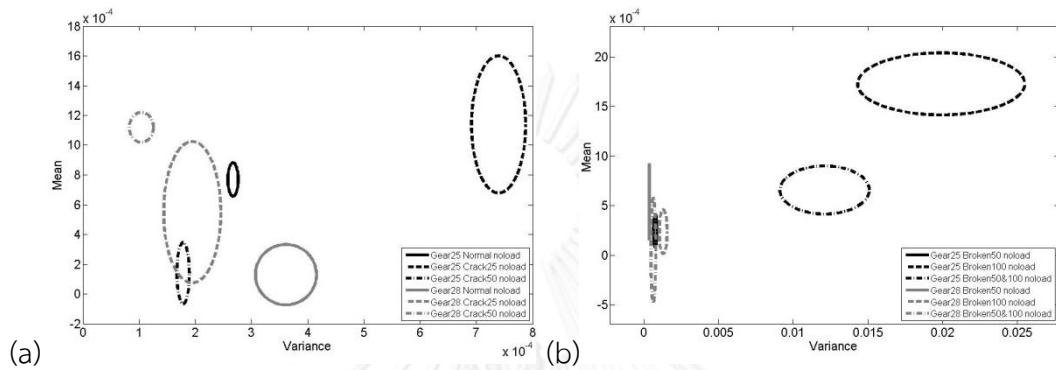 x 10⁻⁴
18
16
14
12
10
8
6
4
2
0
-2
Mean
0
1
2
3
4
5
6
7
8
Variance
x 10⁻⁴
Gear25 Normal noload
Gear25 Crack25 noload
Gear25 Crack50 noload
Gear28 Normal noload
Gear28 Crack25 noload
Gear28 Crack50 noload
(a)
x 10⁻⁴
20
15
10
5
0
-5
Mean
0
0.005
0.01
0.015
0.02
0.025
Variance
Gear25 Broken50 noload
Gear25 Broken100 noload
Gear25 Broken50&100 noload
Gear28 Broken50 noload
Gear28 Broken100 noload
Gear28 Broken50&100 noload
(b)